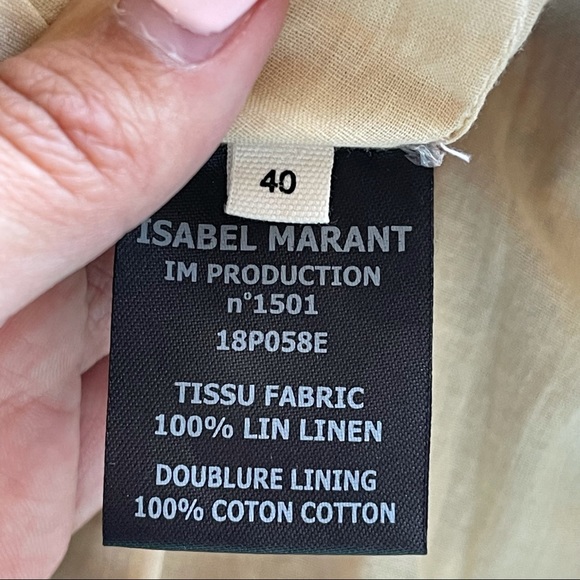 40
ISABEL MARANT
IM PRODUCTION
n°1501
18P058E
TISSU FABRIC
100% LIN LINEN
DOUBLURE LINING
100% COTON COTTON